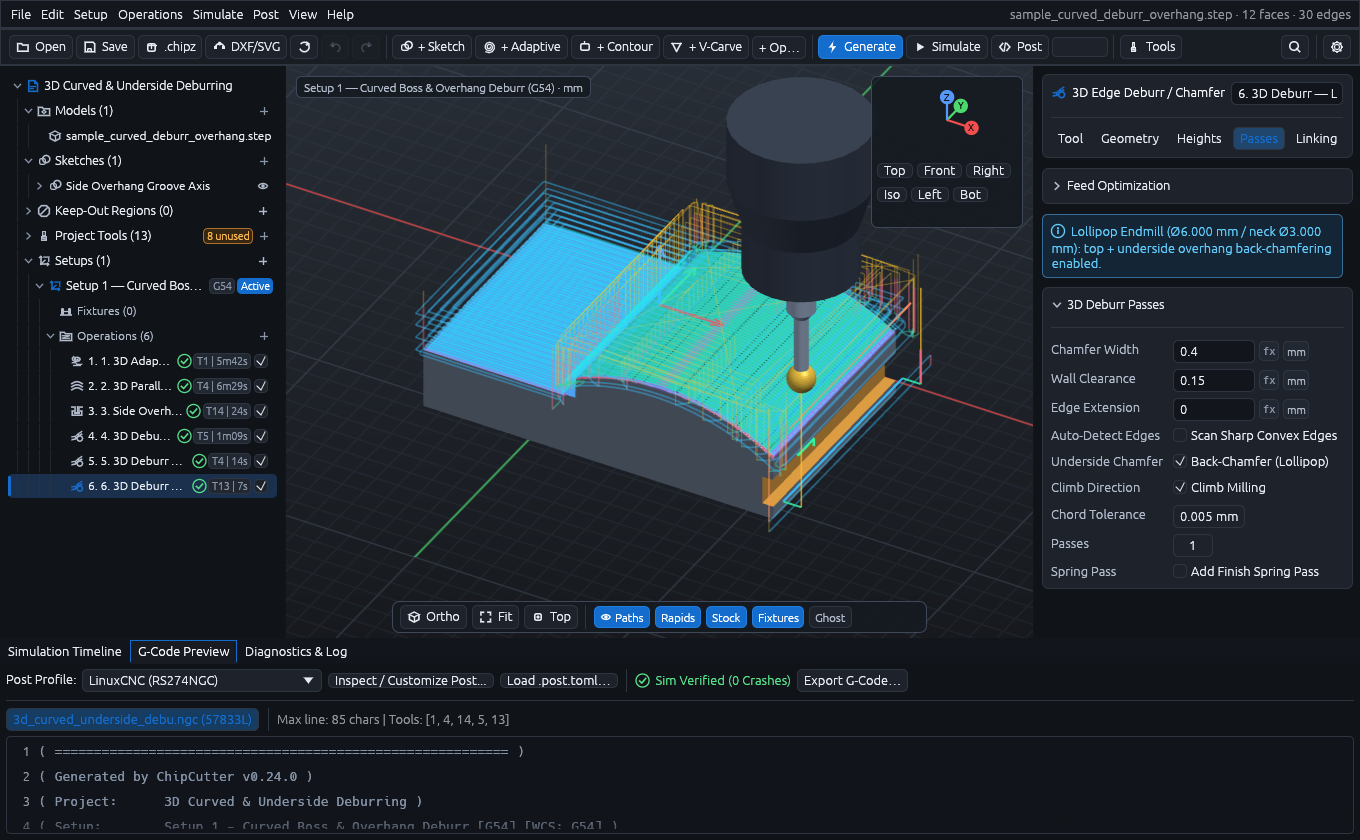 File Edit Setup Operations Simulate Post View Help
sample_curved_deburr_overhang.step · 12 faces · 30 edges
Open Save .chipz DXF/SVG + Sketch + Adaptive + Contour + V-Carve + Op... Generate Simulate Post Tools
3D Curved & Underside Deburring
Models (1) +
sample_curved_deburr_overhang.step
Sketches (1) +
Side Overhang Groove Axis
Keep-Out Regions (0) +
Project Tools (13) 8 unused +
Setups (1) +
Setup 1 — Curved Bos... G54 Active
Fixtures (0)
Operations (6) +
1. 1. 3D Adap... T1 | 5m42s
2. 2. 3D Parall... T4 | 6m29s
3. 3. Side Overh... T14 | 24s
4. 4. 3D Debu... T5 | 1m09s
5. 5. 3D Deburr ... T4 | 14s
6. 6. 3D Deburr ... T13 | 7s
Setup 1 — Curved Boss & Overhang Deburr (G54) · mm
Z
Y
X
Top Front Right
Iso Left Bot
Ortho Fit Top Paths Rapids Stock Fixtures Ghost
3D Edge Deburr / Chamfer 6. 3D Deburr — L
Tool Geometry Heights Passes Linking
Feed Optimization
Lollipop Endmill (Ø6.000 mm / neck Ø3.000
mm): top + underside overhang back-chamfering
enabled.
3D Deburr Passes
Chamfer Width 0.4 fx mm
Wall Clearance 0.15 fx mm
Edge Extension 0 fx mm
Auto-Detect Edges Scan Sharp Convex Edges
Underside Chamfer Back-Chamfer (Lollipop)
Climb Direction Climb Milling
Chord Tolerance 0.005 mm
Passes 1
Spring Pass Add Finish Spring Pass
Simulation Timeline G-Code Preview Diagnostics & Log
Post Profile: LinuxCNC (RS274NGC) Inspect / Customize Post... Load .post.toml... Sim Verified (0 Crashes) Export G-Code...
3d_curved_underside_debu.ngc (57833L) Max line: 85 chars | Tools: [1, 4, 14, 5, 13]
1 ( ========================================================== )
2 ( Generated by ChipCutter v0.24.0 )
3 ( Project: 3D Curved & Underside Deburring )
4 ( Setup: Setup 1 - Curved Boss & Overhang Deburr [G54] [WCS: G54] )